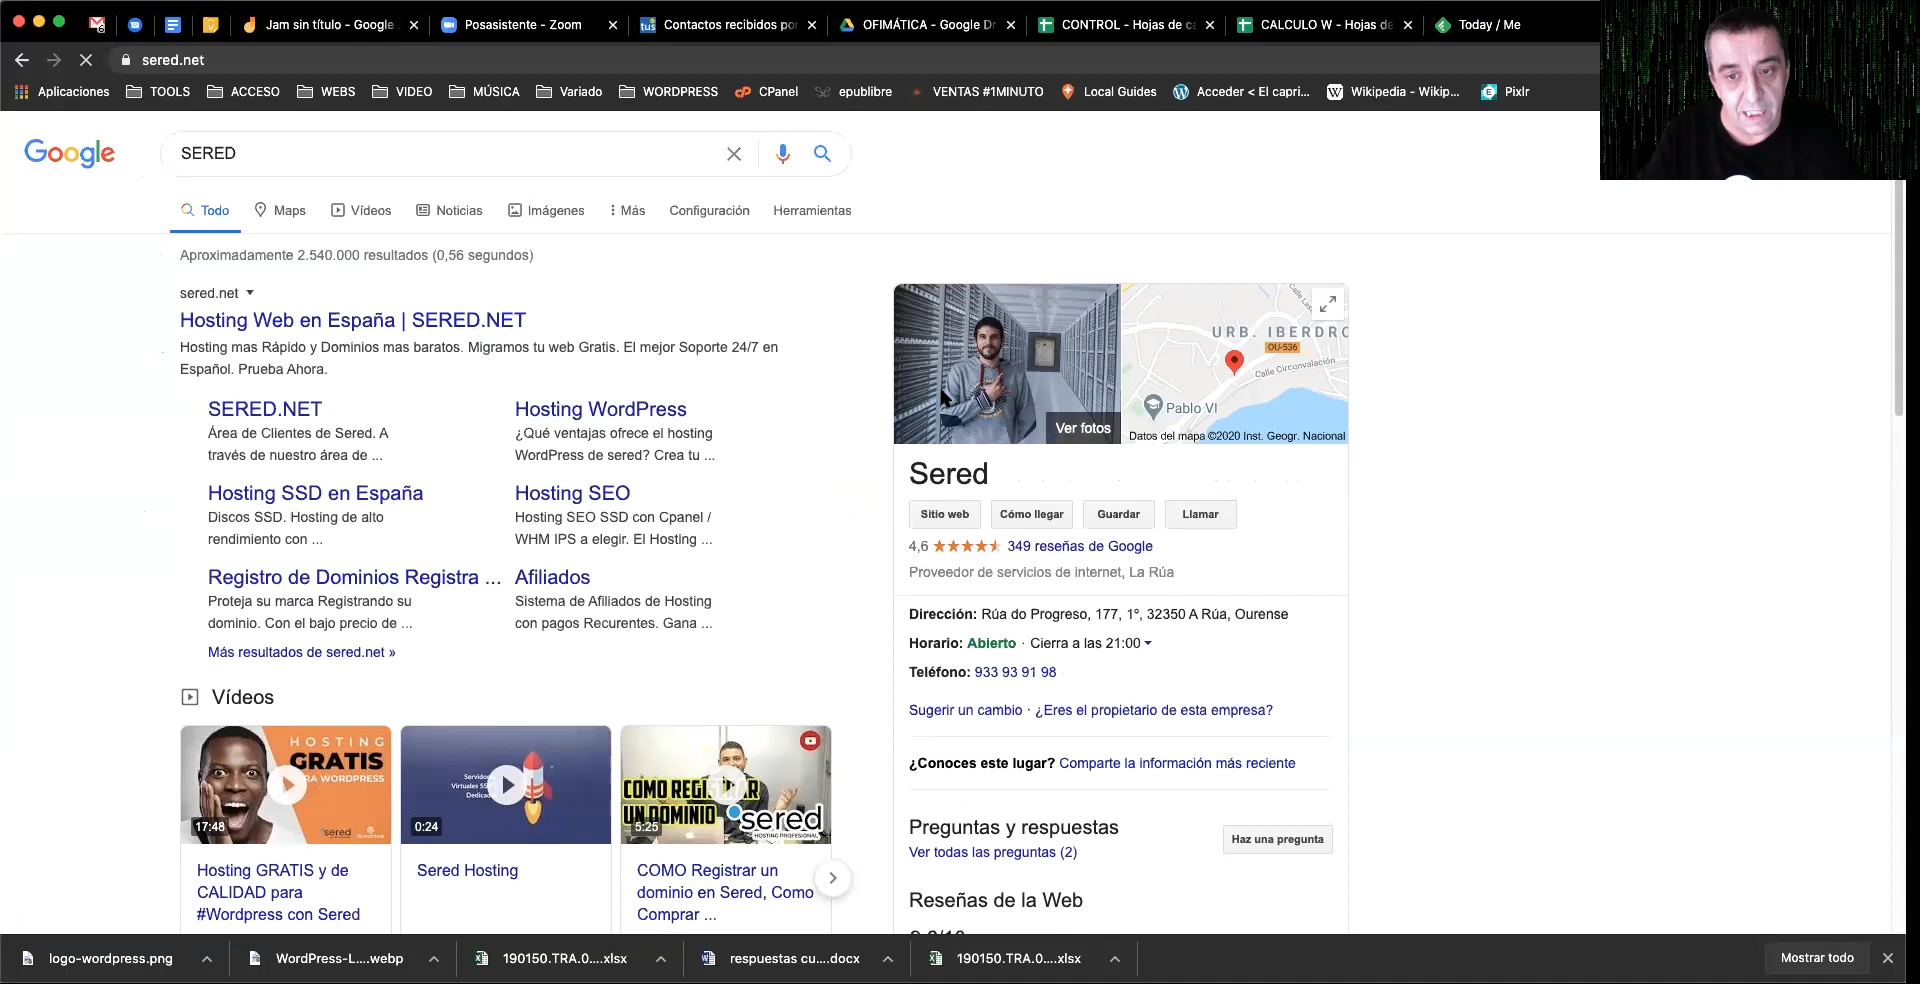 Jam sin título - Google
Posasistente - Zoom
Contactos recibidos por
OFIMÁTICA - Google Dr
CONTROL - Hojas de cá
CALCULO W - Hojas de
Today / Me
sered.net
Aplicaciones
TOOLS
ACCESO
WEBS
VIDEO
MÚSICA
Variado
WORDPRESS
CPanel
epublibre
VENTAS #1MINUTO
Local Guides
Acceder < El capri...
Wikipedia - Wikip...
Pixlr
Google
SERED
Todo
Maps
Vídeos
Noticias
Imágenes
Más
Configuración
Herramientas
Aproximadamente 2.540.000 resultados (0,56 segundos)
sered.net
Hosting Web en España | SERED.NET
Hosting mas Rápido y Dominios mas baratos. Migramos tu web Gratis. El mejor Soporte 24/7 en
Español. Prueba Ahora.
SERED.NET
Área de Clientes de Sered. A
través de nuestro área de ...
Hosting WordPress
¿Qué ventajas ofrece el hosting
WordPress de sered? Crea tu ...
Hosting SSD en España
Discos SSD. Hosting de alto
rendimiento con ...
Hosting SEO
Hosting SEO SSD con Cpanel /
WHM IPS a elegir. El Hosting ...
Registro de Dominios Registra ...
Proteja su marca Registrando su
dominio. Con el bajo precio de ...
Afiliados
Sistema de Afiliados de Hosting
con pagos Recurentes. Gana ...
Más resultados de sered.net »
Vídeos
HOSTING
GRATIS
RA WORDPRESS
sered
17:48
Hosting GRATIS y de
CALIDAD para
#Wordpress con Sered
Servidores
Virtuales SSD
Dedicad
0:24
Sered Hosting
COMO REGISTRAR
UN DOMINIO
sered
HOSTING PROFESIONAL
5:25
COMO Registrar un
dominio en Sered, Como
Comprar ...
Ver fotos
URB. IBERDRO
OU-536
Calle Circunvalación
Pablo VI
Datos del mapa ©2020 Inst. Geogr. Nacional
Sered
Sitio web
Cómo llegar
Guardar
Llamar
4,6
349 reseñas de Google
Proveedor de servicios de internet, La Rúa
Dirección: Rúa do Progreso, 177, 1º, 32350 A Rúa, Ourense
Horario: Abierto · Cierra a las 21:00
Teléfono: 933 93 91 98
Sugerir un cambio · ¿Eres el propietario de esta empresa?
¿Conoces este lugar? Comparte la información más reciente
Preguntas y respuestas
Ver todas las preguntas (2)
Haz una pregunta
Reseñas de la Web
logo-wordpress.png
WordPress-L....webp
190150.TRA.0....xlsx
respuestas cu....docx
190150.TRA.0....xlsx
Mostrar todo